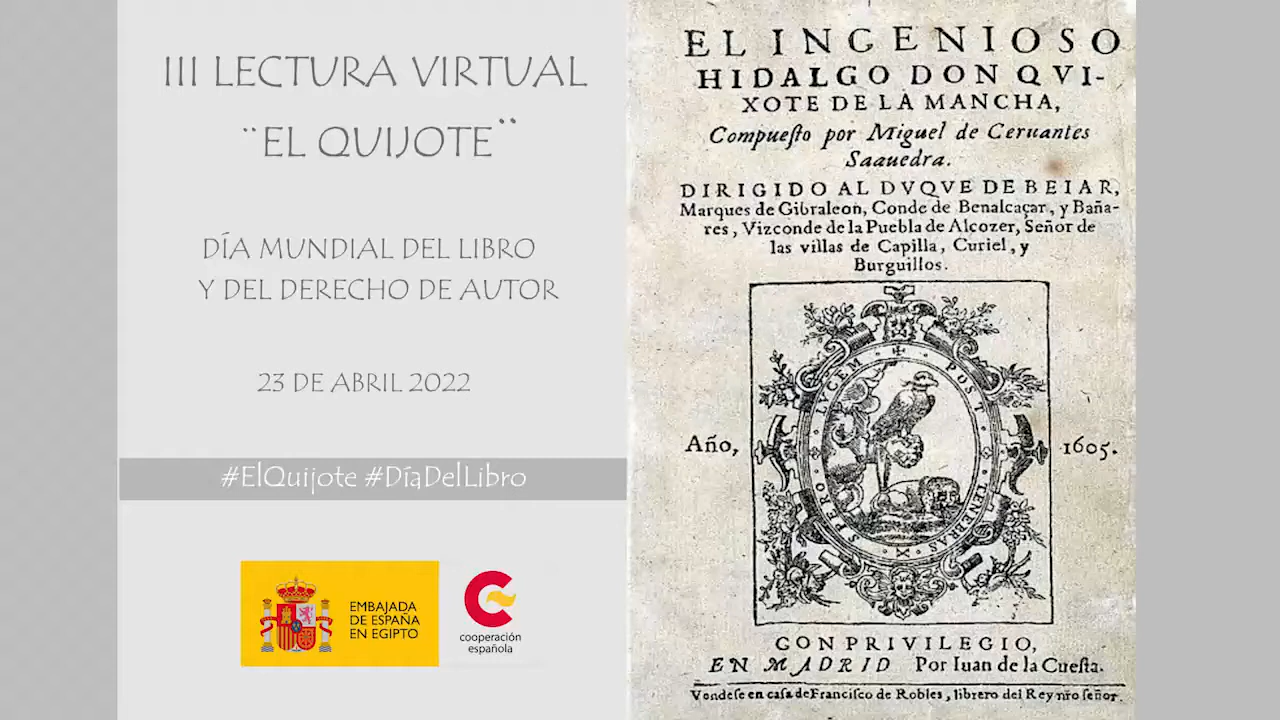 III LECTURA VIRTUAL
¨EL QUIJOTE¨
DÍA MUNDIAL DEL LIBRO
Y DEL DERECHO DE AUTOR
23 DE ABRIL 2022
#ElQuijote #DíaDelLibro
EMBAJADA
DE ESPAÑA
EN EGIPTO
cooperación
española
EL INGENIOSO
HIDALGO DON QVI-
XOTE DE LA MANCHA,
Compueſto por Miguel de Ceruantes
Saauedra.
DIRIGIDO AL DVQVE DE BEIAR,
Marques de Gibraleon, Conde de Benalcaçar, y Baña-
res, Vizconde de la Puebla de Alcozer, Señor de
las villas de Capilla, Curiel, y
Burguillos.
SPERO LVCEM POST TENEBRAS
Año, 1605.
CON PRIVILEGIO,
EN MADRID Por Iuan de la Cueſta.
Vendese en casa de Francisco de Robles, librero del Rey nro ſeñor.